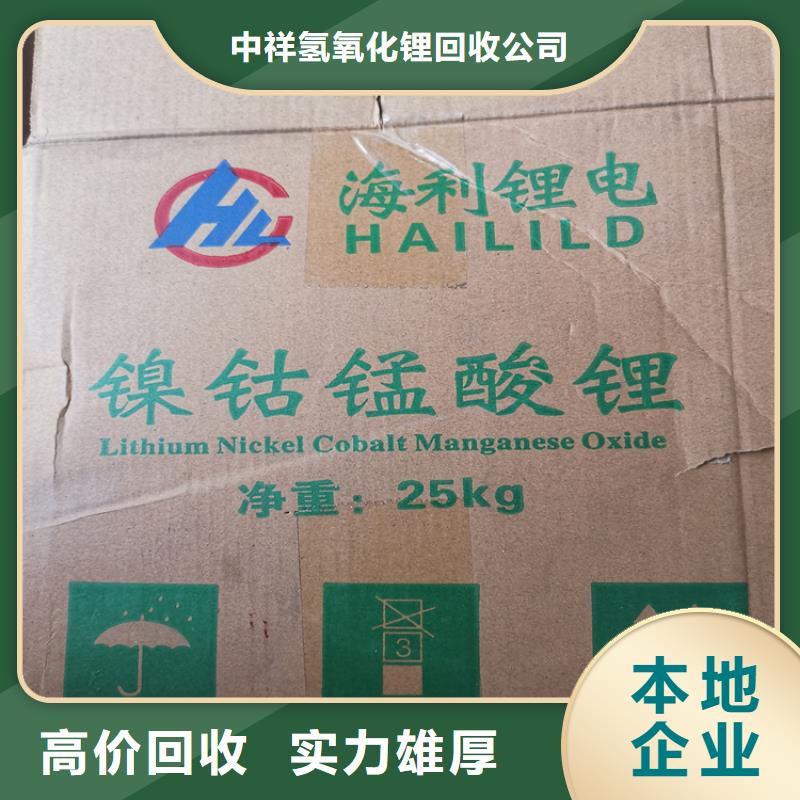 中祥氢氧化锂回收公司
HL
海利锂电
HAILILD
镍钴锰酸锂
Lithium Nickel Cobalt Manganese Oxide
净重：25kg
3
本地
企业
高价回收 实力雄厚